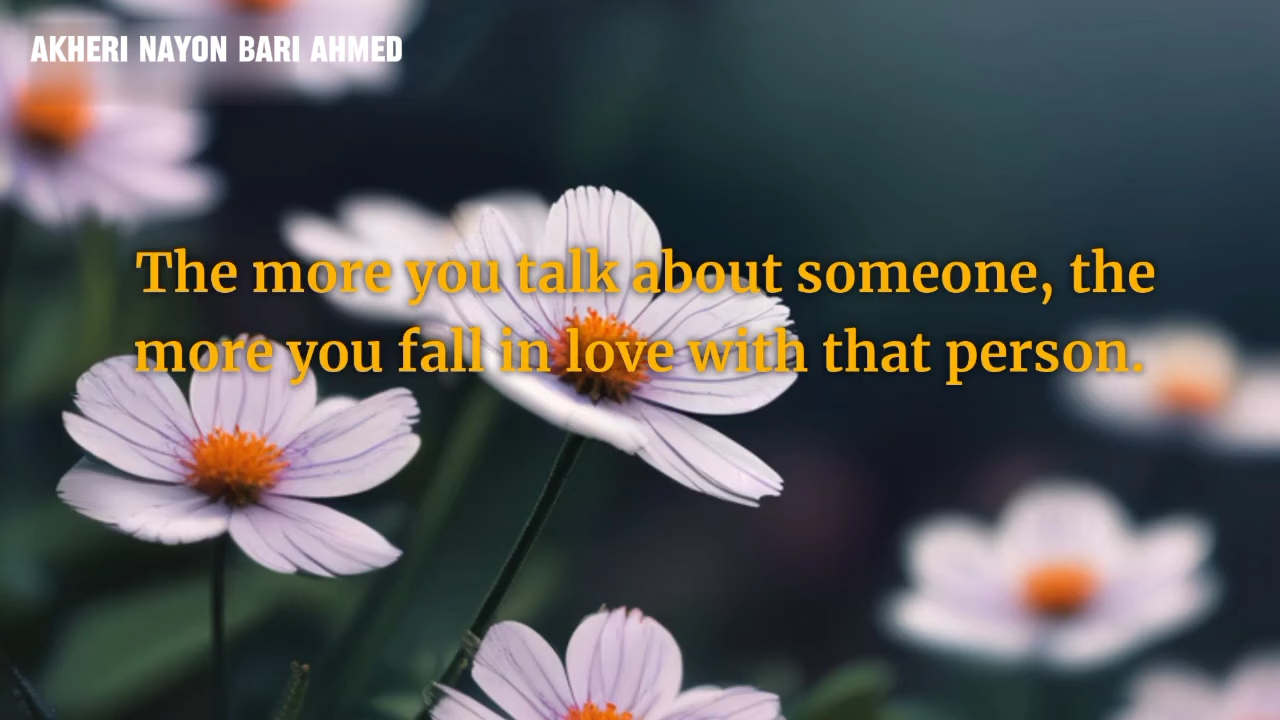 AKHERI NAYON BARI AHMED
The more you talk about someone, the
more you fall in love with that person.